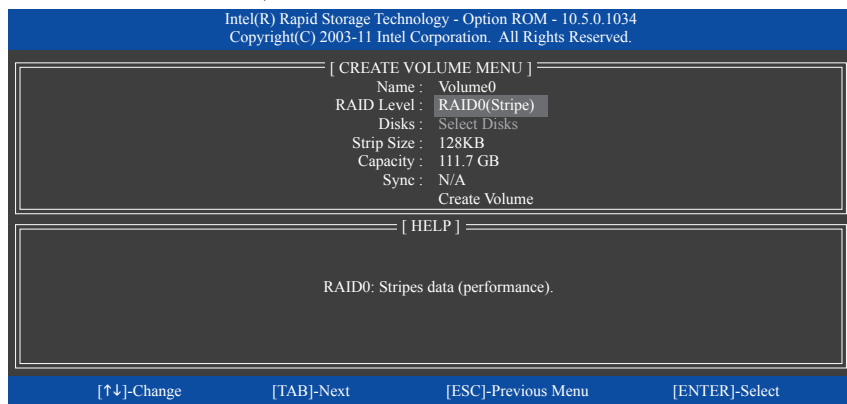 Intel(R) Rapid Storage Technology - Option ROM - 10.5.0.1034
Copyright(C) 2003-11 Intel Corporation. All Rights Reserved.
[ CREATE VOLUME MENU ]
Name : Volume0
RAID Level : RAID0(Stripe)
Disks : Select Disks
Strip Size : 128KB
Capacity : 111.7 GB
Sync : N/A
Create Volume
[ HELP ]
RAID0: Stripes data (performance).
[↑↓]-Change [TAB]-Next [ESC]-Previous Menu [ENTER]-Select